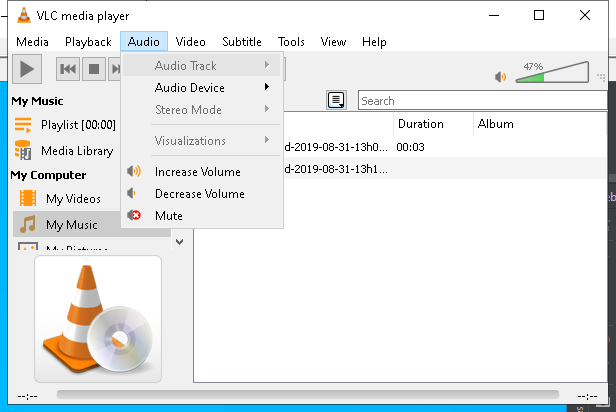 VLC media player
Media Playback Audio Video Subtitle Tools View Help
Audio Track
Audio Device
Stereo Mode
Visualizations
Increase Volume
Decrease Volume
Mute
47%
My Music
Playlist [00:00]
Media Library
My Computer
My Videos
My Music
Search
Duration Album
d-2019-08-31-13h0... 00:03
d-2019-08-31-13h1...
--:-- --:--